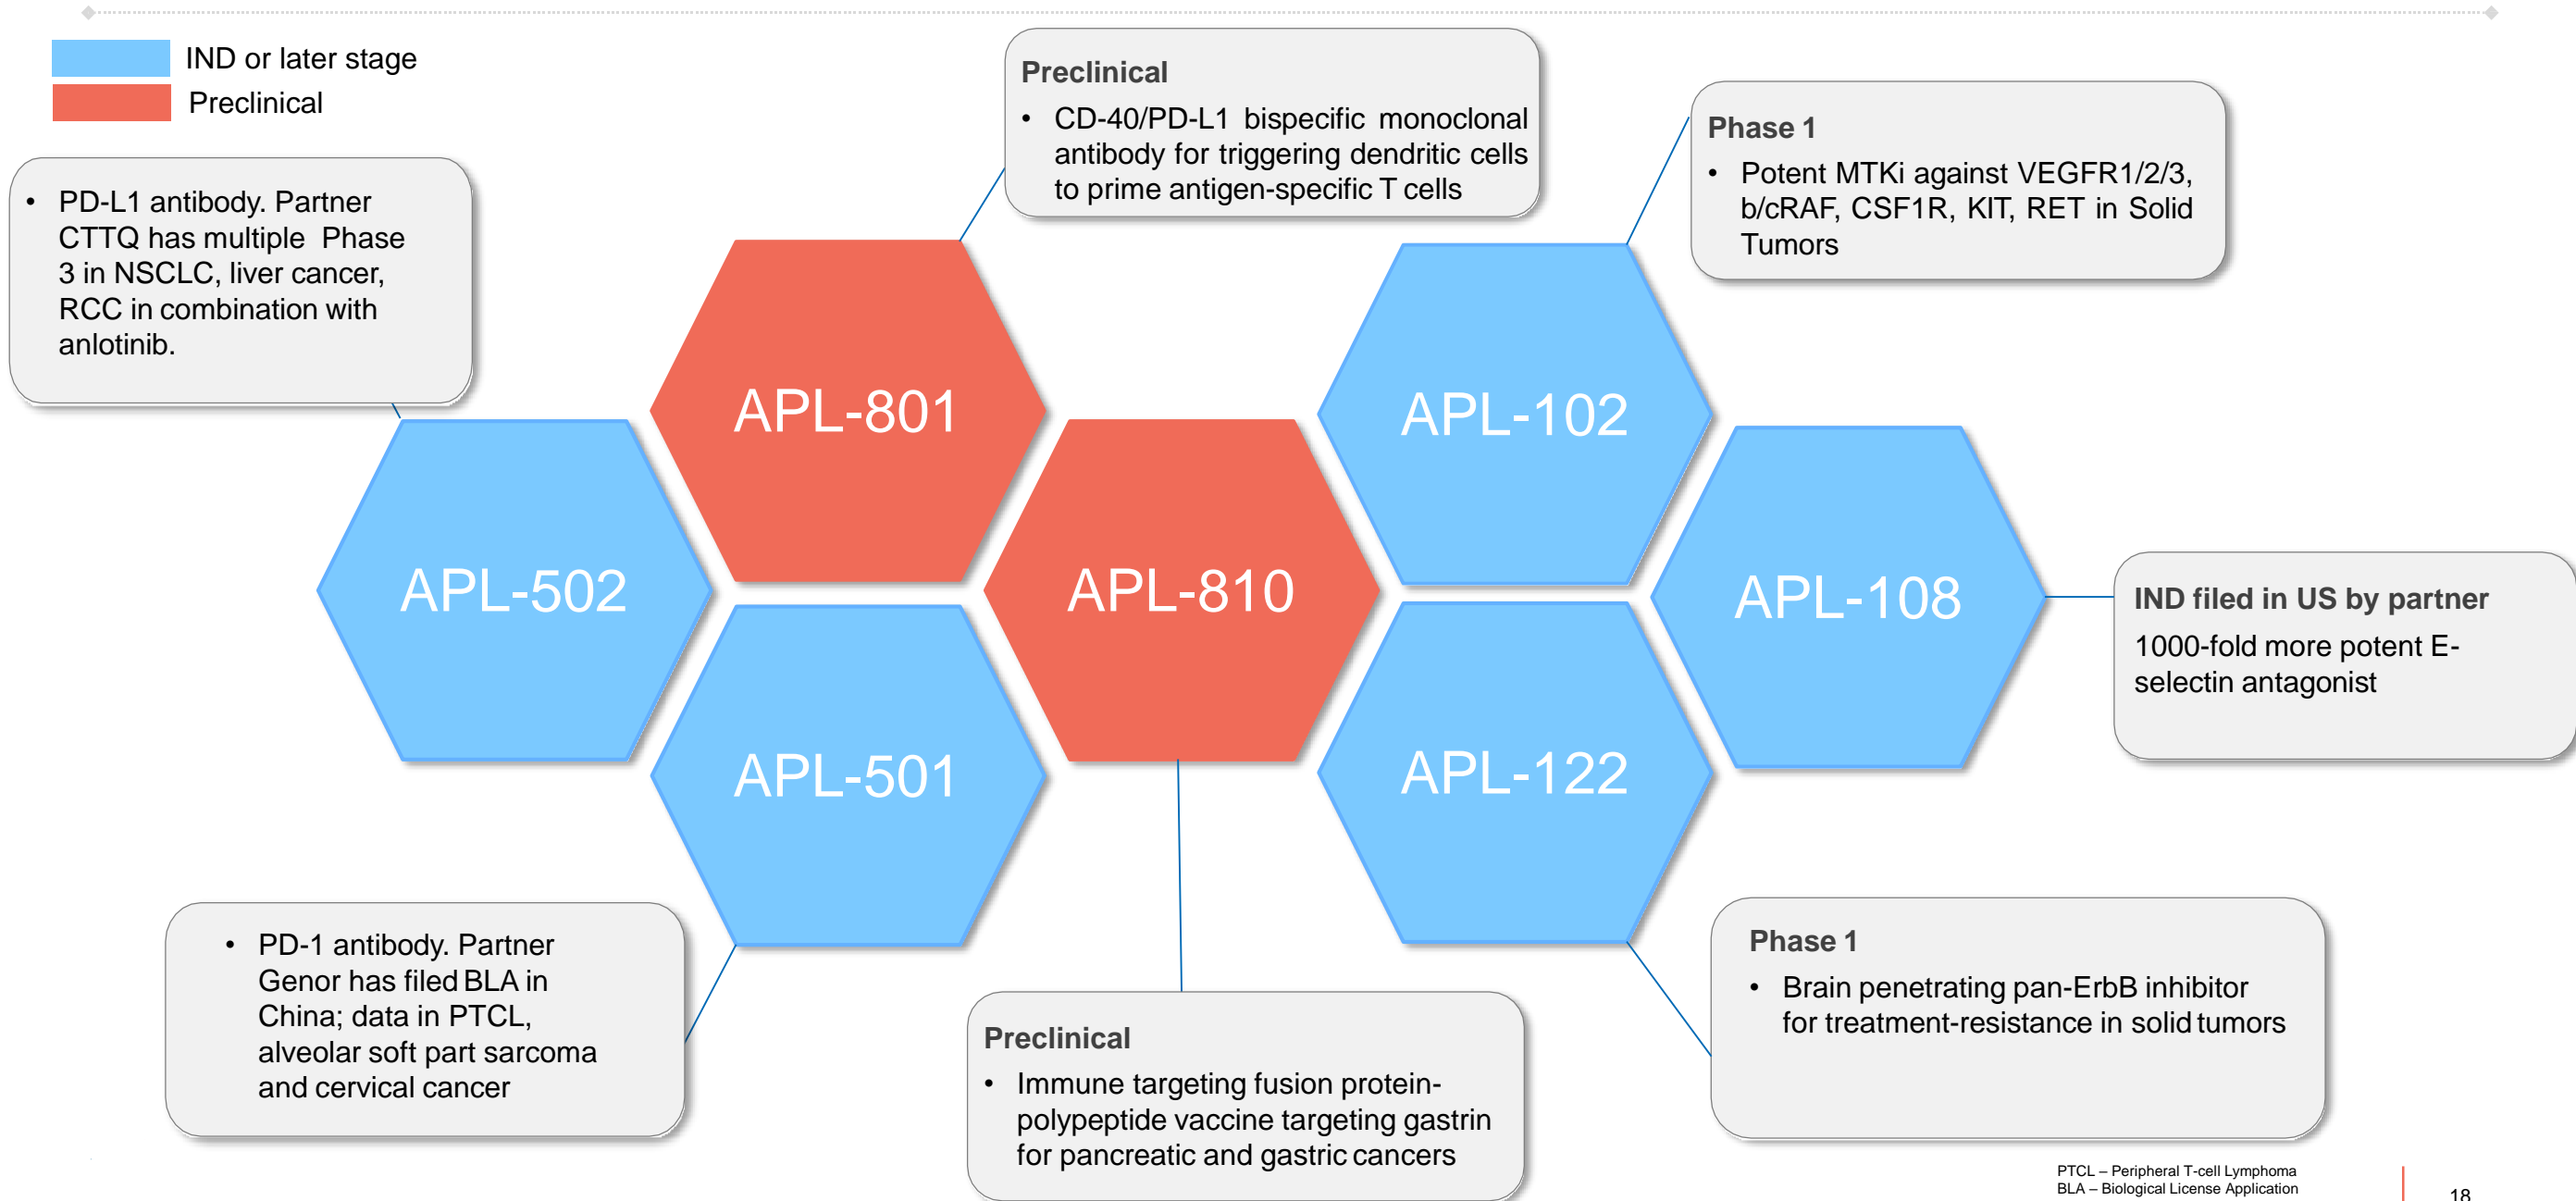 IND or later stage
Preclinical
• PD-L1 antibody. Partner
CTTQ has multiple Phase
3 in NSCLC, liver cancer,
RCC in combination with
anlotinib.
Preclinical
• CD-40/PD-L1 bispecific monoclonal
antibody for triggering dendritic cells
to prime antigen-specific T cells
Phase 1
• Potent MTKi against VEGFR1/2/3,
b/cRAF, CSF1R, KIT, RET in Solid
Tumors
APL-801
APL-102
APL-502
APL-810
APL-108
APL-501
APL-122
IND filed in US by partner
1000-fold more potent E-
selectin antagonist
• PD-1 antibody. Partner
Genor has filed BLA in
China; data in PTCL,
alveolar soft part sarcoma
and cervical cancer
Preclinical
• Immune targeting fusion protein-
polypeptide vaccine targeting gastrin
for pancreatic and gastric cancers
Phase 1
• Brain penetrating pan-ErbB inhibitor
for treatment-resistance in solid tumors
PTCL – Peripheral T-cell Lymphoma
BLA – Biological License Application
18